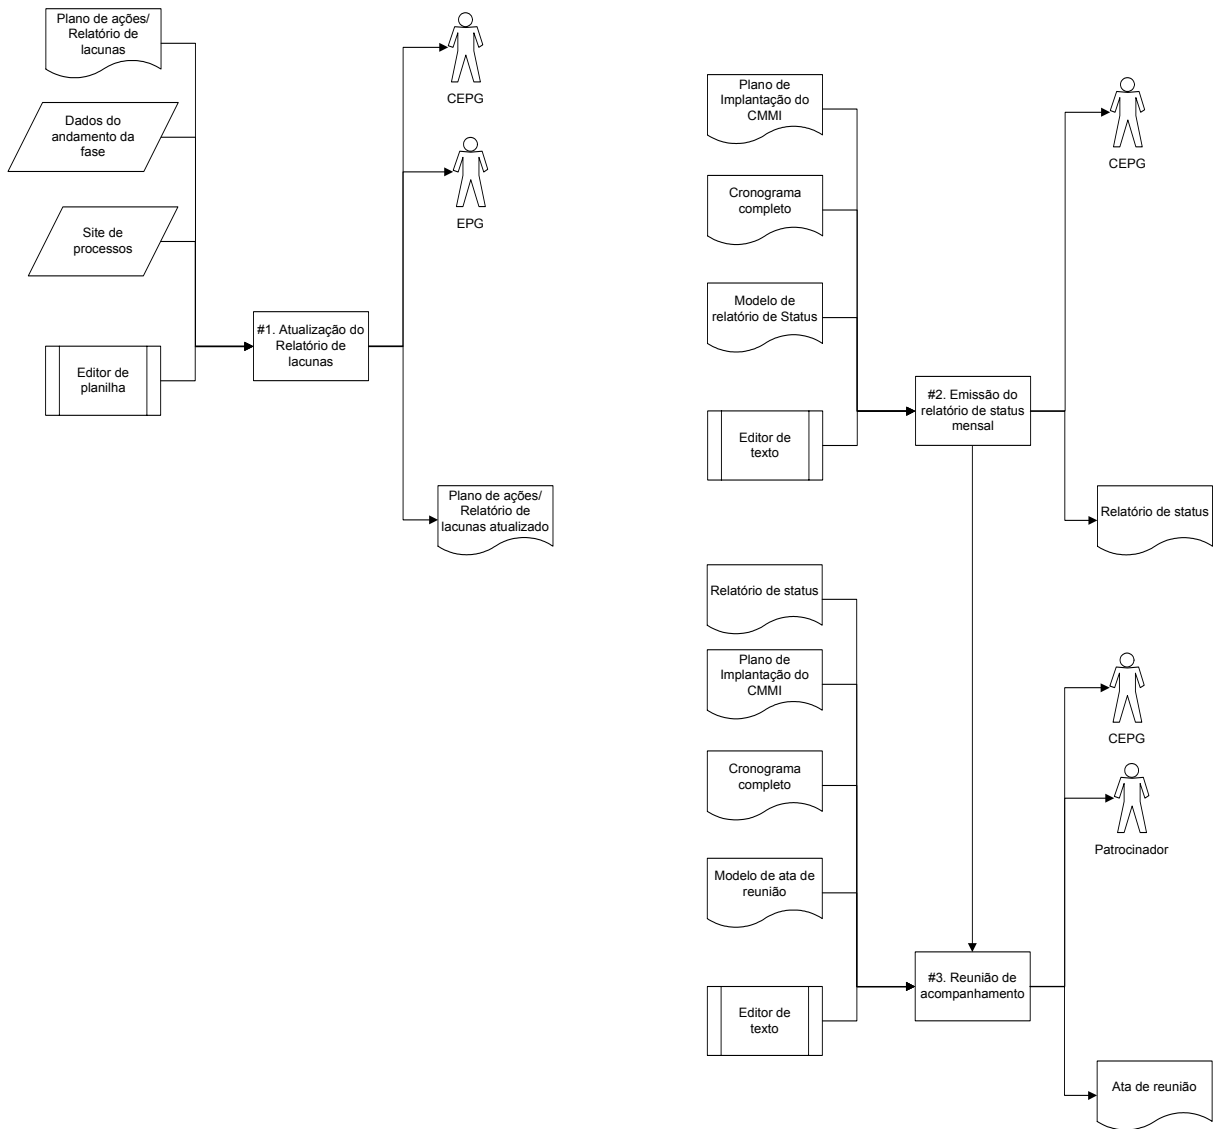 Plano de ações/
Relatório de
lacunas
Dados do
andamento da
fase
Site de
processos
Editor de
planilha
#1. Atualização do
Relatório de
lacunas
CEPG
EPG
Plano de ações/
Relatório de
lacunas atualizado
Plano de
Implantação do
CMMI
Cronograma
completo
Modelo de
relatório de Status
Editor de
texto
#2. Emissão do
relatório de status
mensal
CEPG
Relatório de status
Relatório de status
Plano de
Implantação do
CMMI
Cronograma
completo
Modelo de ata de
reunião
Editor de
texto
#3. Reunião de
acompanhamento
CEPG
Patrocinador
Ata de reunião